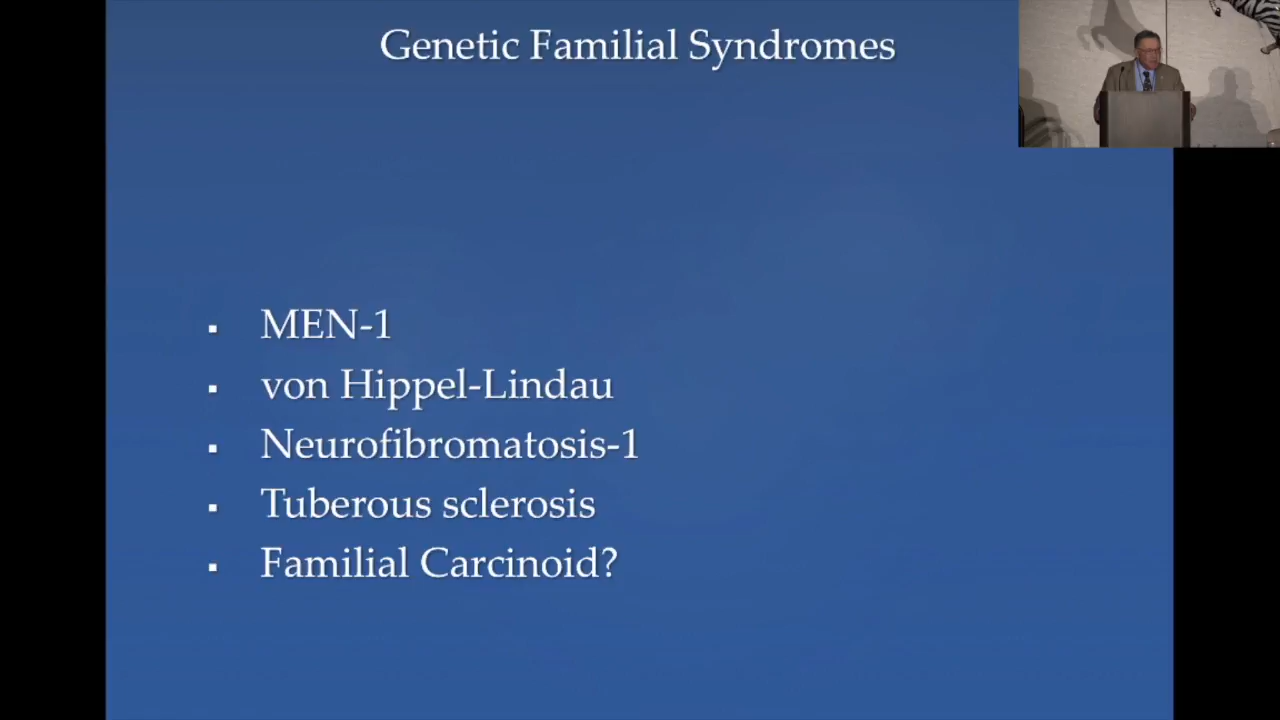 Genetic Familial Syndromes
▪ MEN-1
▪ von Hippel-Lindau
▪ Neurofibromatosis-1
▪ Tuberous sclerosis
▪ Familial Carcinoid?